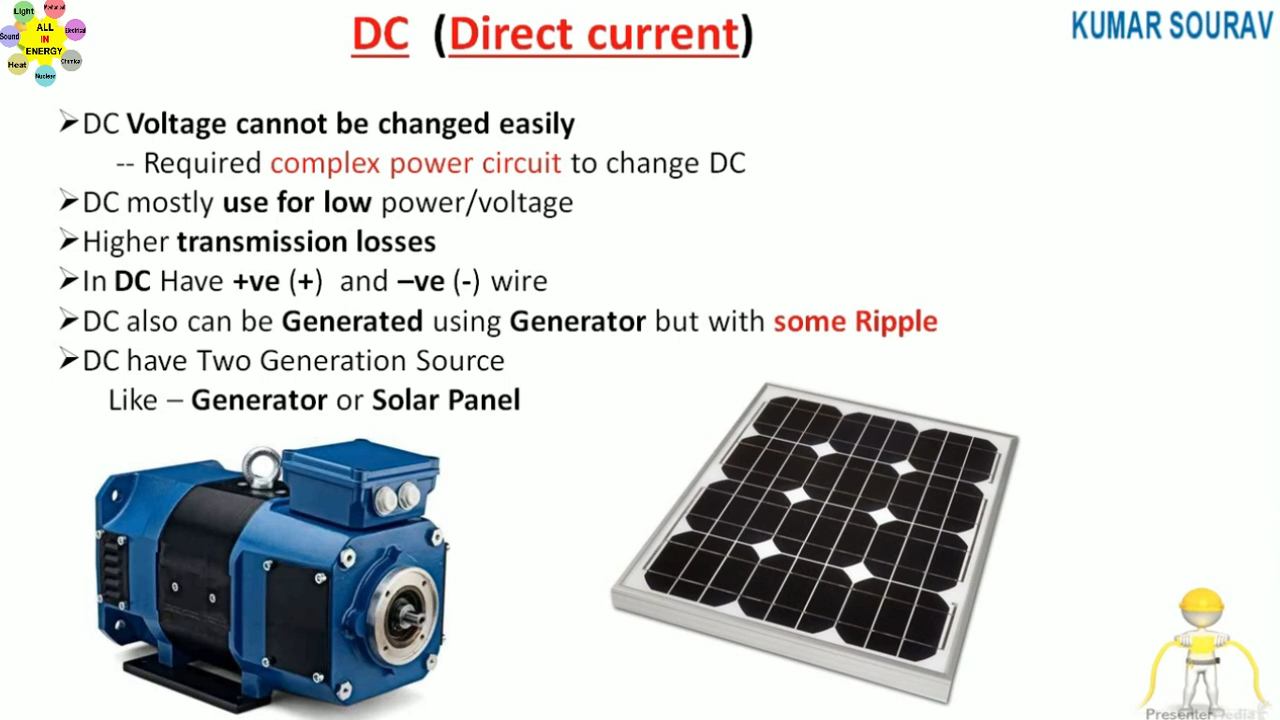 Light
Mechanical
ALL
IN
ENERGY
Electrical
Sound
Chemical
Heat
Nuclear
DC (Direct current)
KUMAR SOURAV
➢DC Voltage cannot be changed easily
-- Required complex power circuit to change DC
➢DC mostly use for low power/voltage
➢Higher transmission losses
➢In DC Have +ve (+) and –ve (-) wire
➢DC also can be Generated using Generator but with some Ripple
➢DC have Two Generation Source
Like – Generator or Solar Panel
PresenterMedia